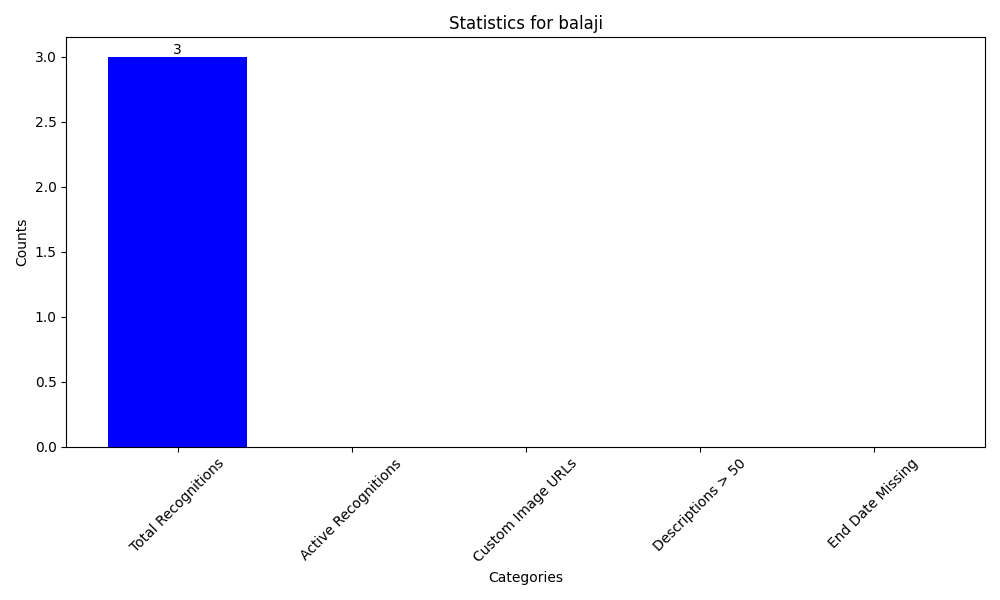 Statistics for balaji
3
3.0
2.5
2.0
1.5
1.0
0.5
0.0
Counts
Total Recognitions
Active Recognitions
Custom Image URLs
Descriptions > 50
End Date Missing
Categories